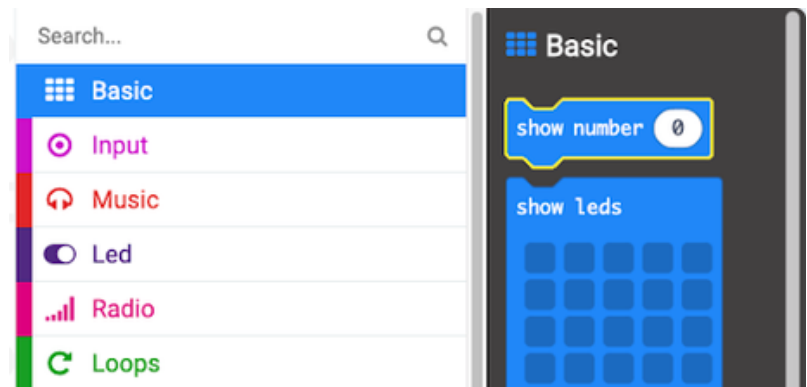 Search...
Basic
Input
Music
Led
Radio
Loops
Basic
show number 0
show leds